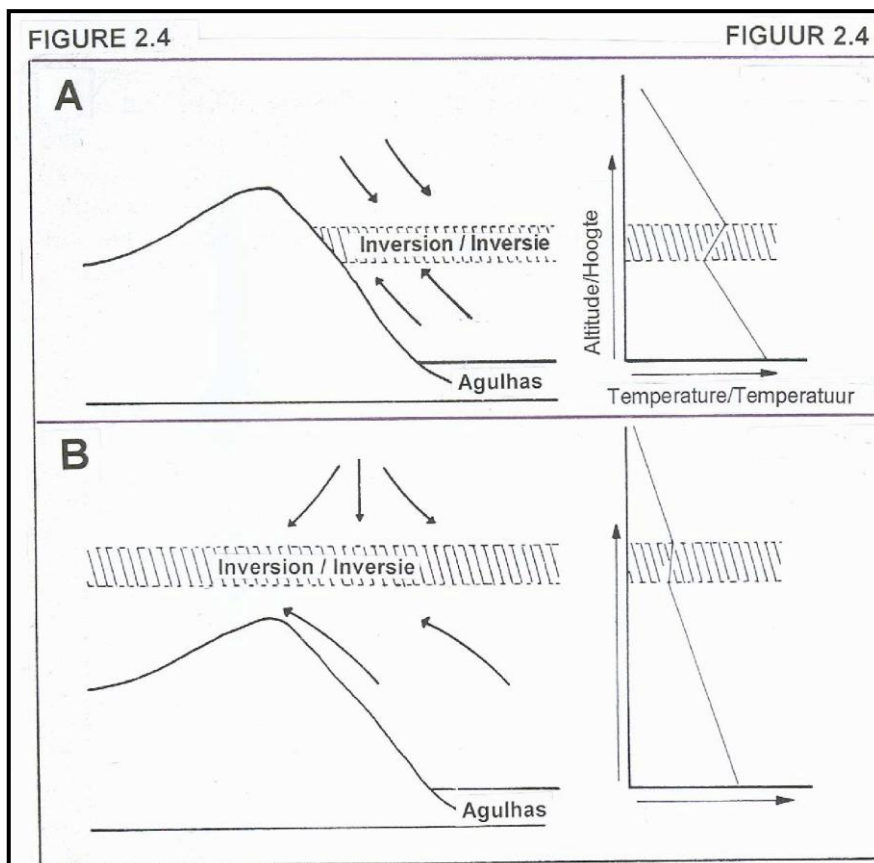 FIGURE 2.4
FIGUUR 2.4
A
Inversion / Inversie
Agulhas
Altitude/Hoogte
Temperature/Temperatuur
B
Inversion / Inversie
Agulhas